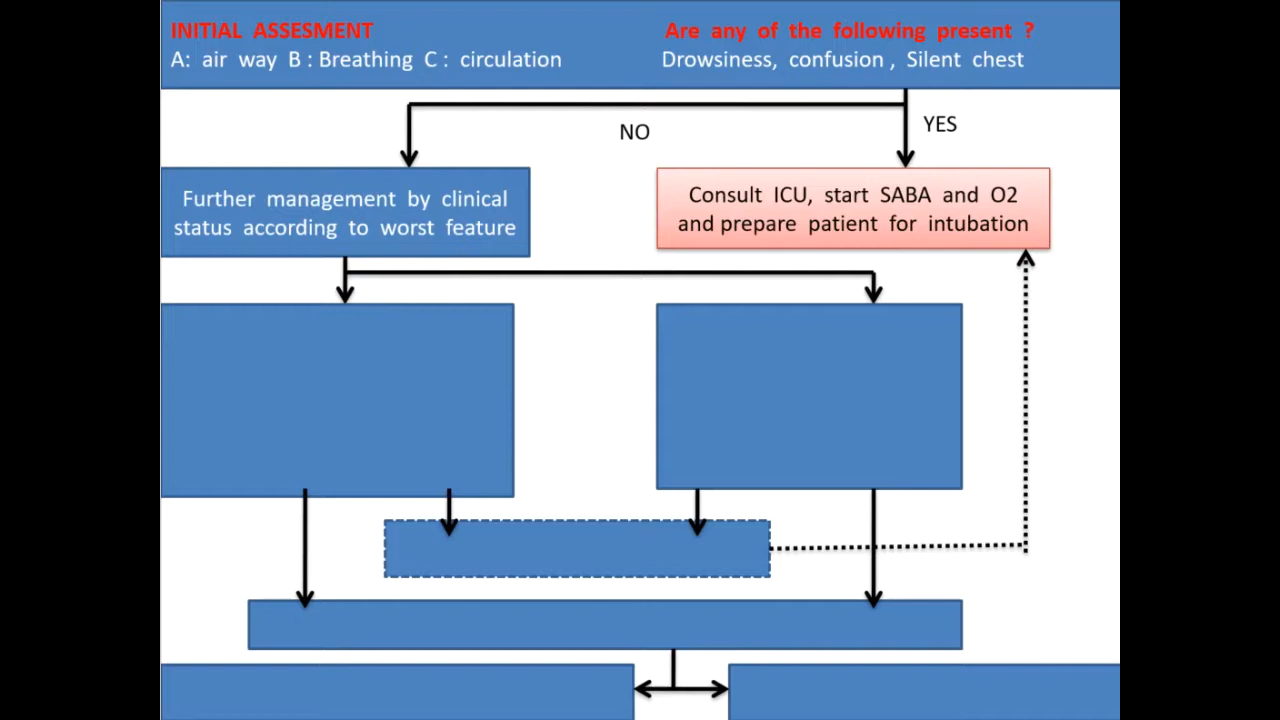 INITIAL ASSESMENT
A: air way B : Breathing C : circulation
Are any of the following present ?
Drowsiness, confusion , Silent chest
NO
YES
Further management by clinical
status according to worst feature
Consult ICU, start SABA and O2
and prepare patient for intubation